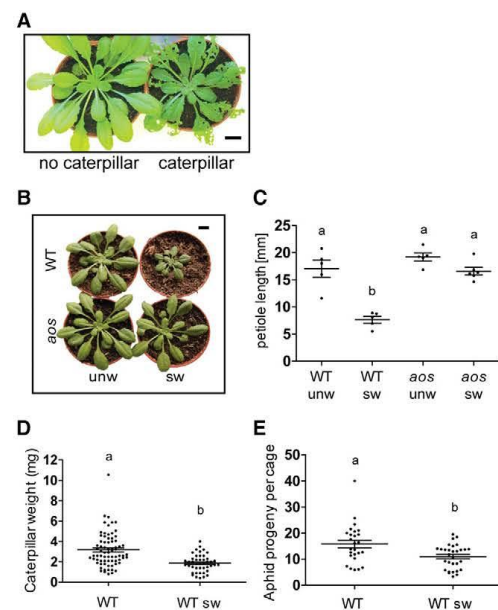 A
no caterpillar caterpillar
B
WT
aos
unw sw
C
petiole length [mm]
25
20
15
10
5
0
a
b
a
a
WT unw
WT sw
aos unw
aos sw
D
Caterpillar weight (mg)
12
10
8
6
4
2
0
a
b
WT WT sw
E
Aphid progeny per cage
50
40
30
20
10
0
a
b
WT WT sw